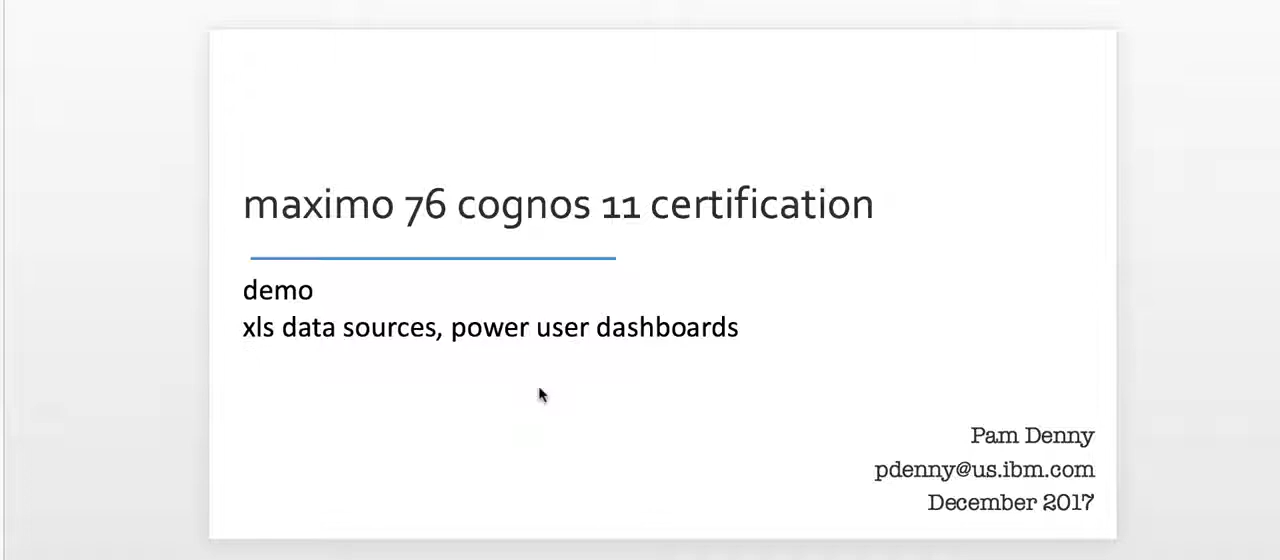 maximo 76 cognos 11 certification
demo
xls data sources, power user dashboards
Pam Denny
pdenny@us.ibm.com
December 2017